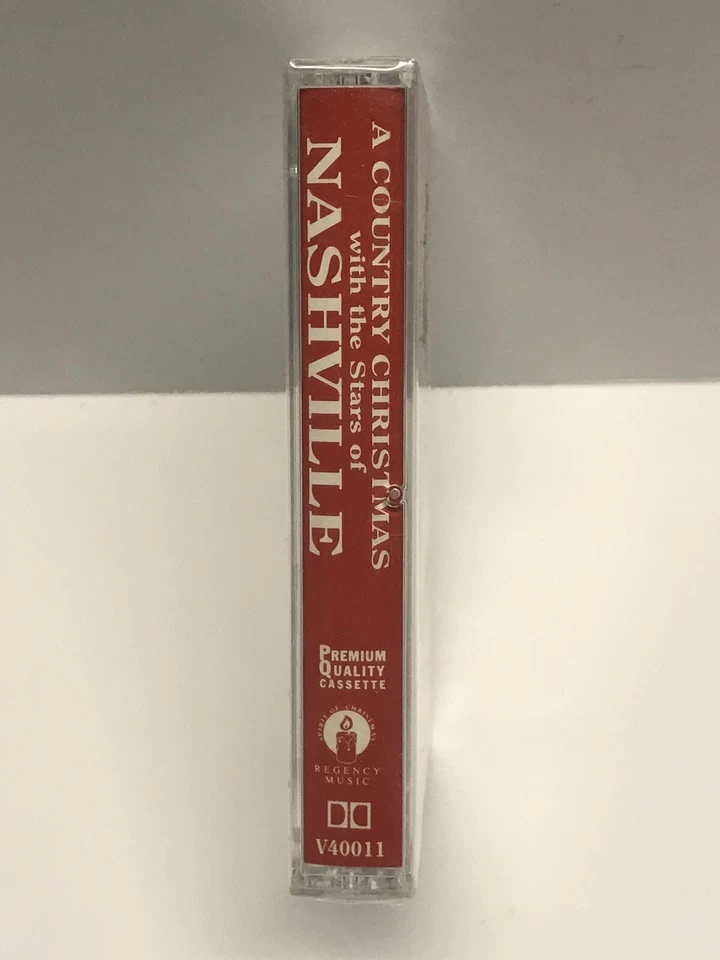 A COUNTRY CHRISTMAS
with the Stars of
NASHVILLE
PREMIUM
QUALITY
CASSETTE
SPIRIT OF CHRISTMAS
REGENCY
MUSIC
V40011